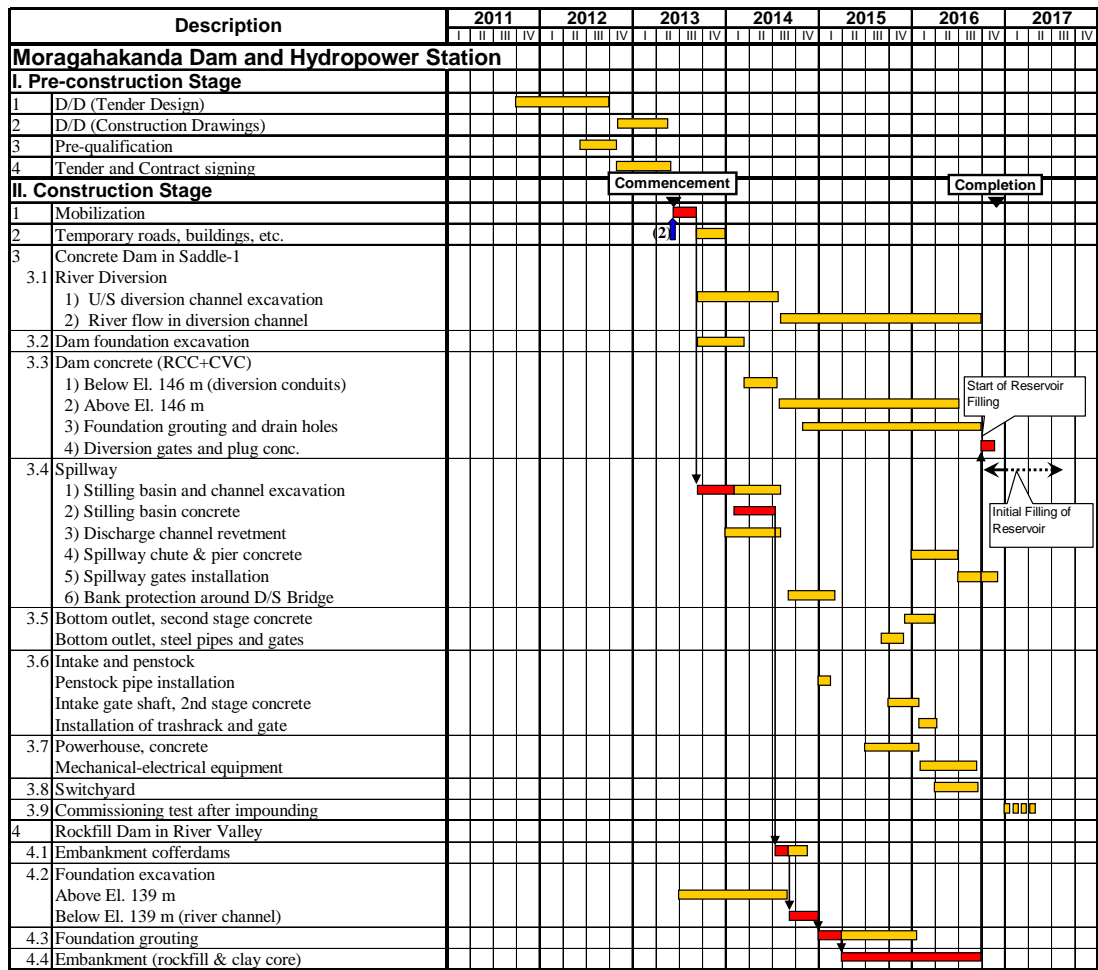 Description 2011 2012 2013 2014 2015 2016 2017
I II III IV I II III IV I II III IV I II III IV I II III IV I II III IV I II III IV
Moragahakanda Dam and Hydropower Station
I. Pre-construction Stage
1 D/D (Tender Design)
2 D/D (Construction Drawings)
3 Pre-qualification
4 Tender and Contract signing
II. Construction Stage Commencement Completion
1 Mobilization
2 Temporary roads, buildings, etc. (2)
3 Concrete Dam in Saddle-1
3.1 River Diversion
1) U/S diversion channel excavation
2) River flow in diversion channel
3.2 Dam foundation excavation
3.3 Dam concrete (RCC+CVC)
1) Below El. 146 m (diversion conduits)
2) Above El. 146 m
3) Foundation grouting and drain holes
4) Diversion gates and plug conc.
Start of Reservoir
Filling
3.4 Spillway
1) Stilling basin and channel excavation
2) Stilling basin concrete
3) Discharge channel revetment
4) Spillway chute & pier concrete
5) Spillway gates installation
6) Bank protection around D/S Bridge
Initial Filling of
Reservoir
3.5 Bottom outlet, second stage concrete
Bottom outlet, steel pipes and gates
3.6 Intake and penstock
Penstock pipe installation
Intake gate shaft, 2nd stage concrete
Installation of trashrack and gate
3.7 Powerhouse, concrete
Mechanical-electrical equipment
3.8 Switchyard
3.9 Commissioning test after impounding
4 Rockfill Dam in River Valley
4.1 Embankment cofferdams
4.2 Foundation excavation
Above El. 139 m
Below El. 139 m (river channel)
4.3 Foundation grouting
4.4 Embankment (rockfill & clay core)